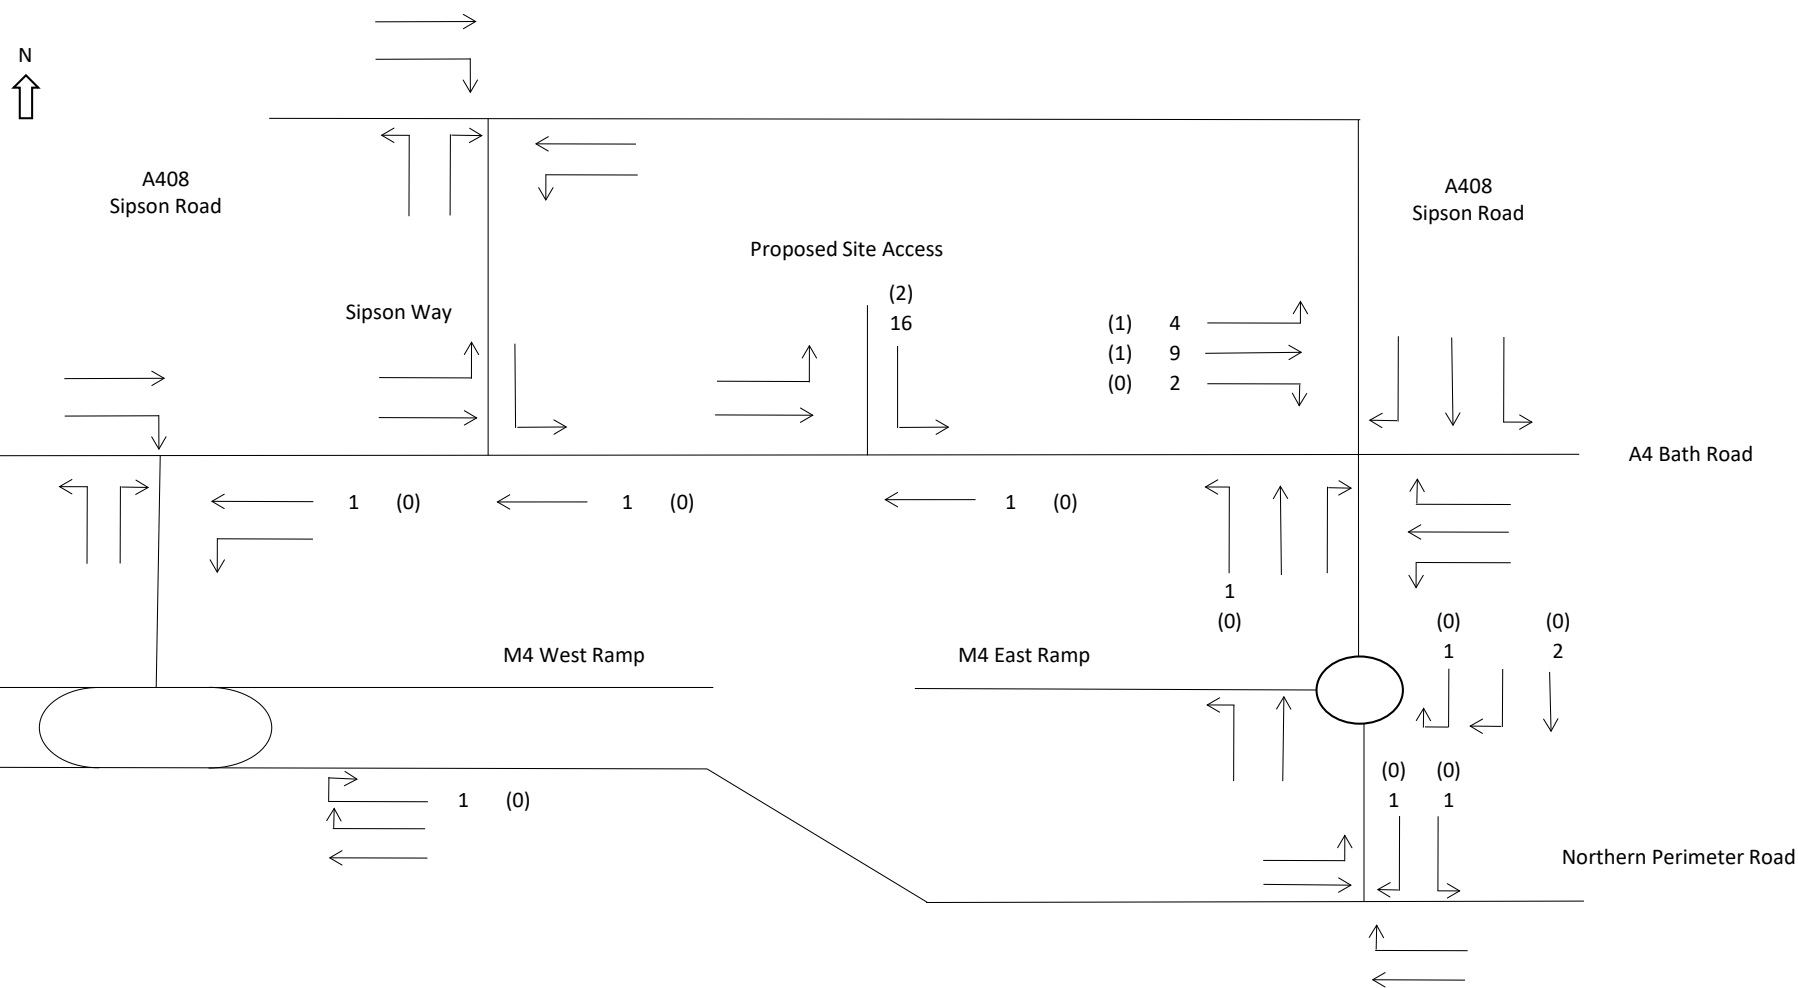 N
A408
Sipson Road
A408
Sipson Road
Proposed Site Access
Sipson Way
(2)
16
(1) 4
(1) 9
(0) 2
A4 Bath Road
1 (0)
1 (0)
1 (0)
1
(0)
(0)
1
(0)
2
M4 West Ramp
M4 East Ramp
(0)
1
(0)
1
1 (0)
Northern Perimeter Road